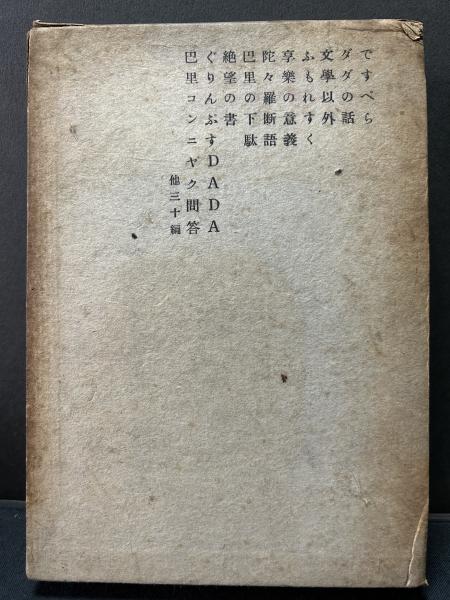 ですぺら
ダダの話
文學以外
ふもれすく
享樂の意義
陀々羅断語
巴里の下駄
絶望の書
ぐりんぷすDADA
巴里コンニヤク問答
他三十編